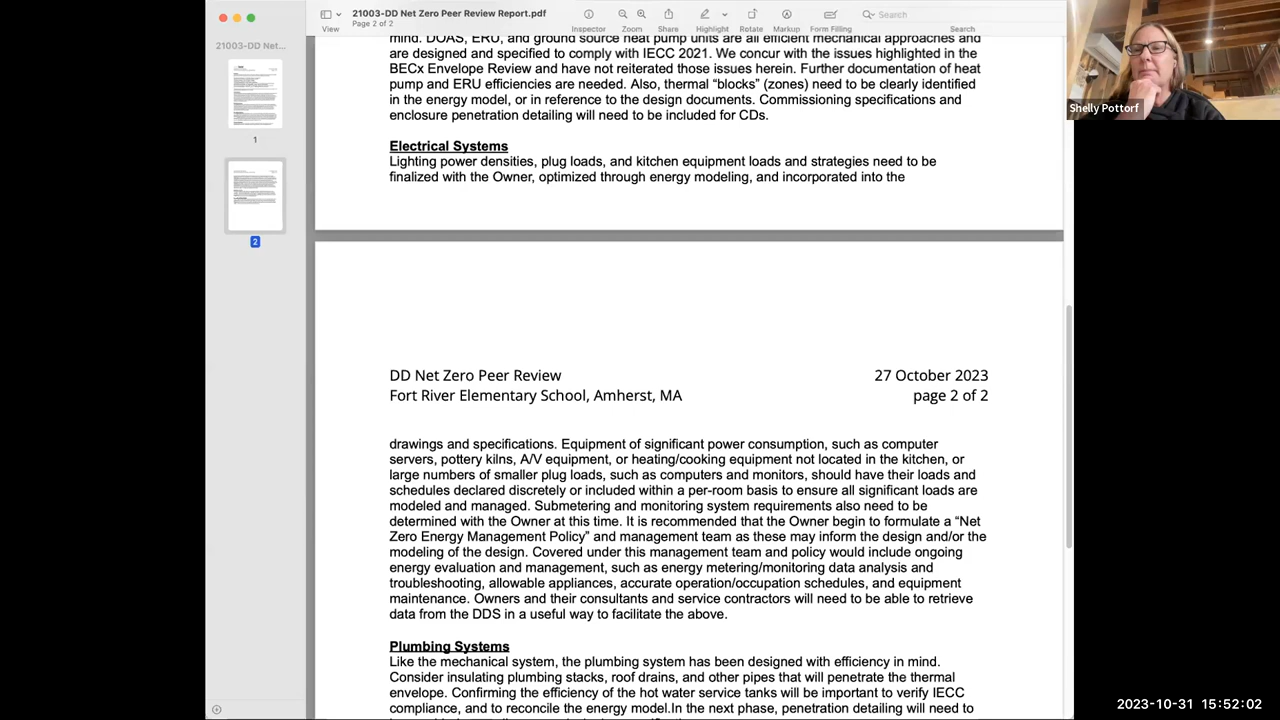 21003-DD Net Zero Peer Review Report.pdf
Page 2 of 2
View
Inspector
Zoom
Share
Highlight
Rotate
Markup
Form Filling
Search
Search
21003-DD Net...
1
2
mind. DOAS, ERU, and ground source heat pump units are all efficient mechanical approaches and
are designed and specified to comply with IECC 2021. We concur with the issues highlighted in the
BECx Envelope Review and have not reiterated those issues herein. Further documentation of heat
pump and ERU efficiencies are needed. Also, thermal “blocks” (zones) need to be clearly identified
in the energy model, or in reference to the design documents. Commissioning specifications and
enclosure penetration detailing will need to be included for CDs.
Electrical Systems
Lighting power densities, plug loads, and kitchen equipment loads and strategies need to be
finalized with the Owner, optimized through energy modeling, and incorporated into the
DD Net Zero Peer Review
27 October 2023
Fort River Elementary School, Amherst, MA
page 2 of 2
drawings and specifications. Equipment of significant power consumption, such as computer
servers, pottery kilns, A/V equipment, or heating/cooking equipment not located in the kitchen, or
large numbers of smaller plug loads, such as computers and monitors, should have their loads and
schedules declared discretely or included within a per-room basis to ensure all significant loads are
modeled and managed. Submetering and monitoring system requirements also need to be
determined with the Owner at this time. It is recommended that the Owner begin to formulate a “Net
Zero Energy Management Policy” and management team as these may inform the design and/or the
modeling of the design. Covered under this management team and policy would include ongoing
energy evaluation and management, such as energy metering/monitoring data analysis and
troubleshooting, allowable appliances, accurate operation/occupation schedules, and equipment
maintenance. Owners and their consultants and service contractors will need to be able to retrieve
data from the DDS in a useful way to facilitate the above.
Plumbing Systems
Like the mechanical system, the plumbing system has been designed with efficiency in mind.
Consider insulating plumbing stacks, roof drains, and other pipes that will penetrate the thermal
envelope. Confirming the efficiency of the hot water service tanks will be important to verify IECC
compliance, and to reconcile the energy model.In the next phase, penetration detailing will need to
Shelly Pottorf
2023-10-31 15:52:02